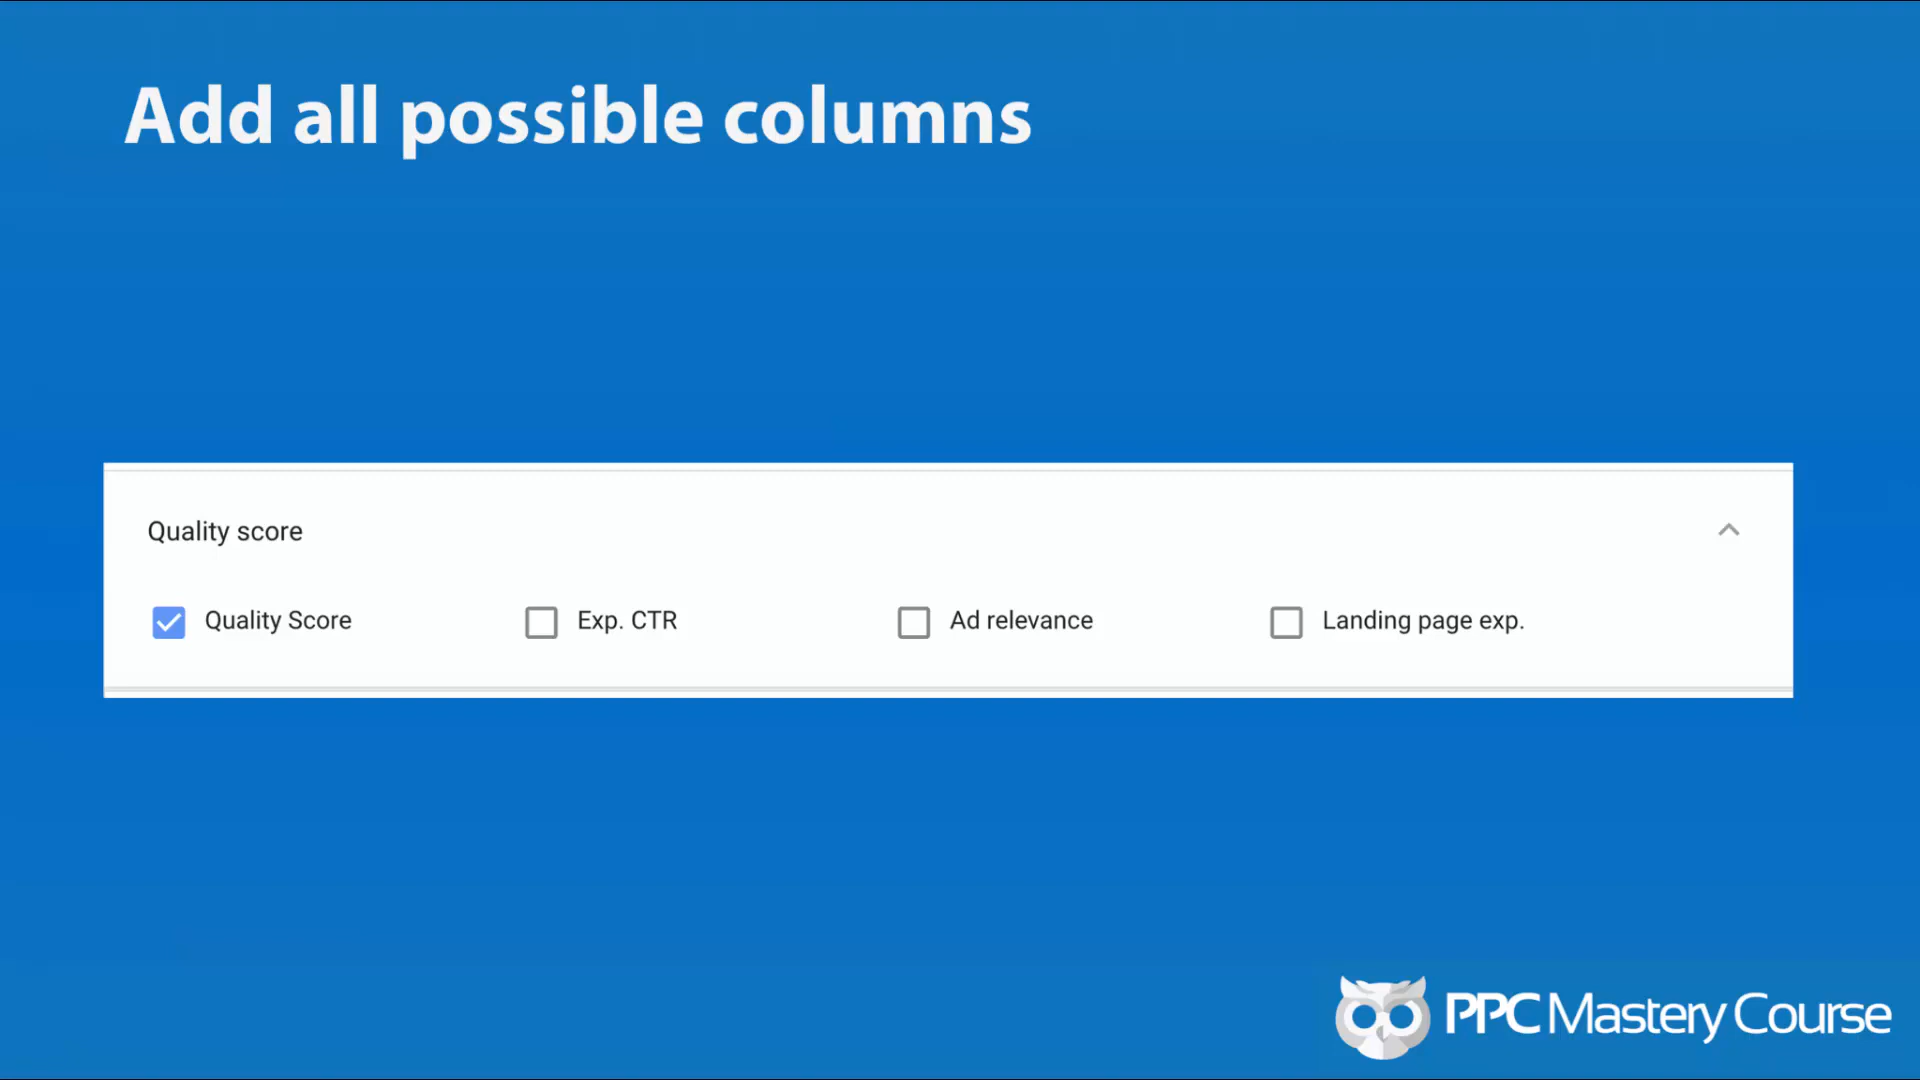 Add all possible columns
Quality score
Quality Score Exp. CTR Ad relevance Landing page exp.
PPC Mastery Course